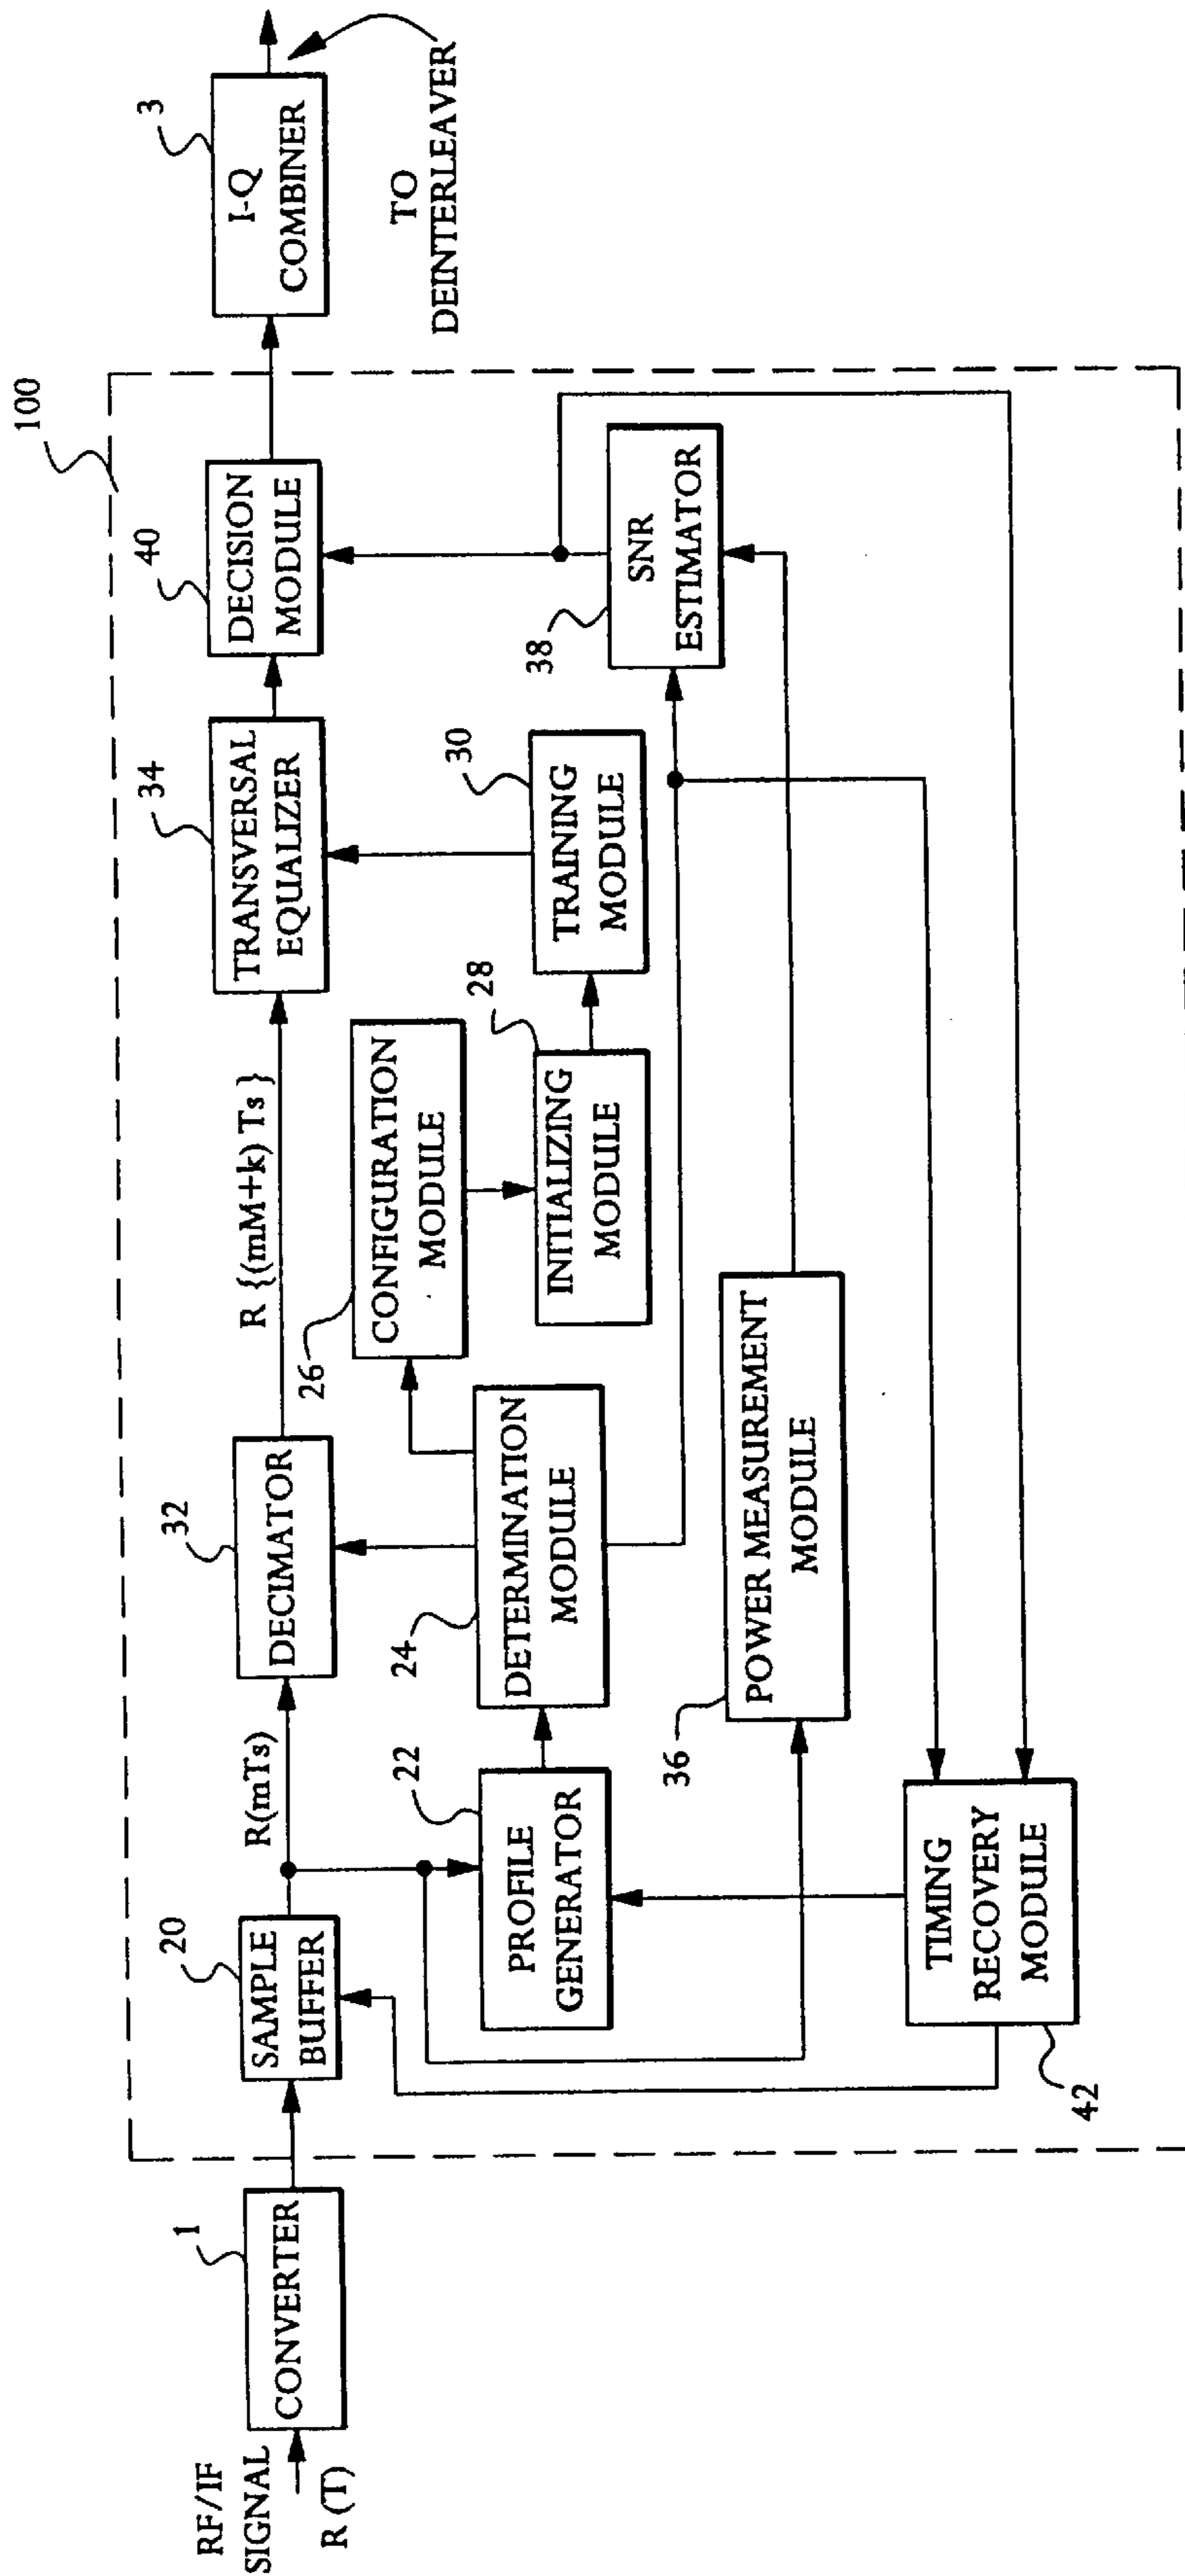 RF/IF
SIGNAL
R (T)
1
CONVERTER
20
SAMPLE
BUFFER
R(mTs)
32
DECIMATOR
R {(mM+k) Ts }
34
TRANSVERSAL
EQUALIZER
40
DECISION
MODULE
100
3
I-Q
COMBINER
TO
DEINTERLEAVER
22
PROFILE
GENERATOR
24
DETERMINATION
MODULE
26
CONFIGURATION
MODULE
28
INITIALIZING
MODULE
30
TRAINING
MODULE
38
SNR
ESTIMATOR
36
POWER MEASUREMENT
MODULE
42
TIMING
RECOVERY
MODULE